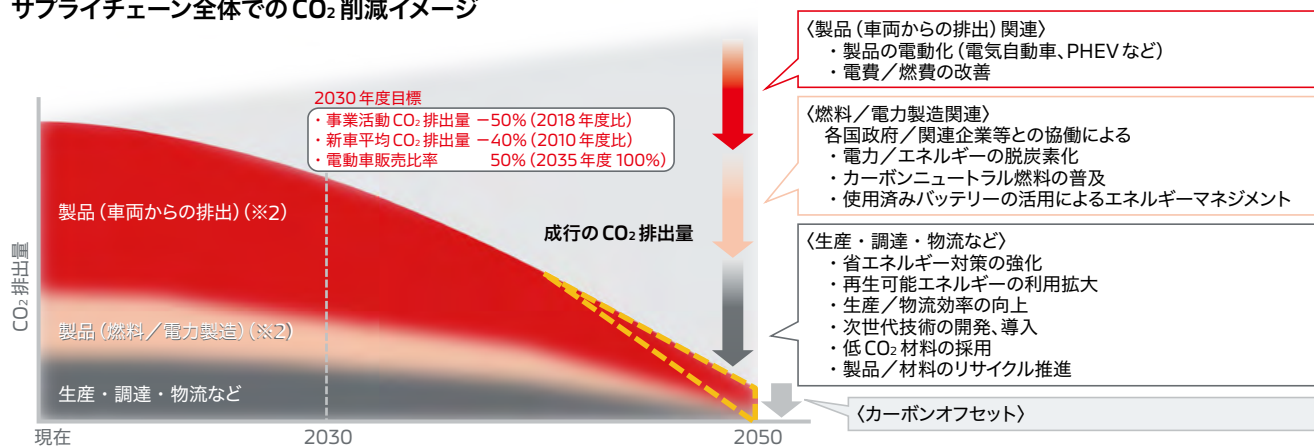 サプライチェーン全体でのCO₂削減イメージ
2030年度目標
・事業活動CO₂排出量 −50%(2018年度比)
・新車平均CO₂排出量 −40%(2010年度比)
・電動車販売比率 50%(2035年度100%)
CO₂排出量
製品(車両からの排出)(※2)
製品(燃料/電力製造)(※2)
生産・調達・物流など
成行のCO₂排出量
現在
2030
2050
〈製品(車両からの排出)関連〉
・製品の電動化(電気自動車、PHEVなど)
・電費/燃費の改善
〈燃料/電力製造関連〉
各国政府/関連企業等との協働による
・電力/エネルギーの脱炭素化
・カーボンニュートラル燃料の普及
・使用済みバッテリーの活用によるエネルギーマネジメント
〈生産・調達・物流など〉
・省エネルギー対策の強化
・再生可能エネルギーの利用拡大
・生産/物流効率の向上
・次世代技術の開発、導入
・低CO₂材料の採用
・製品/材料のリサイクル推進
〈カーボンオフセット〉